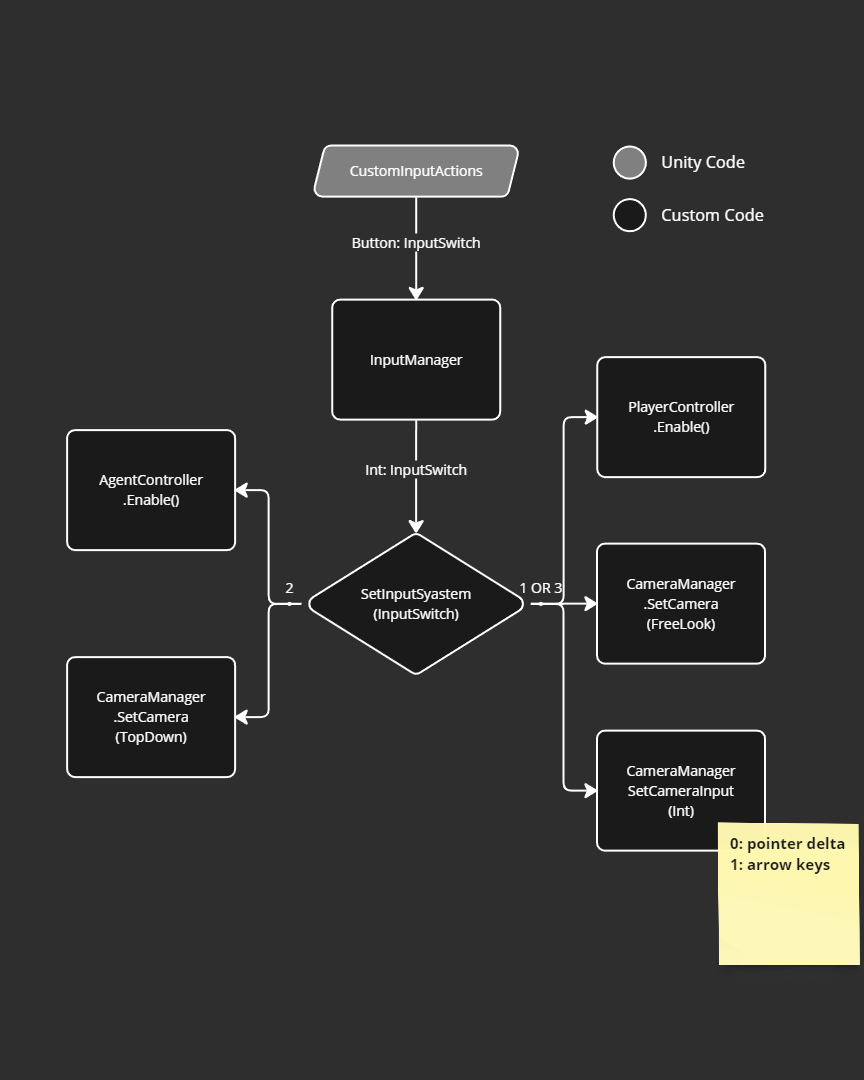 CustomInputActions
Unity Code
Custom Code
Button: InputSwitch
InputManager
Int: InputSwitch
PlayerController
.Enable()
AgentController
.Enable()
2
SetInputSyastem
(InputSwitch)
1 OR 3
CameraManager
.SetCamera
(FreeLook)
CameraManager
.SetCamera
(TopDown)
CameraManager
SetCameraInput
(Int)
0: pointer delta
1: arrow keys